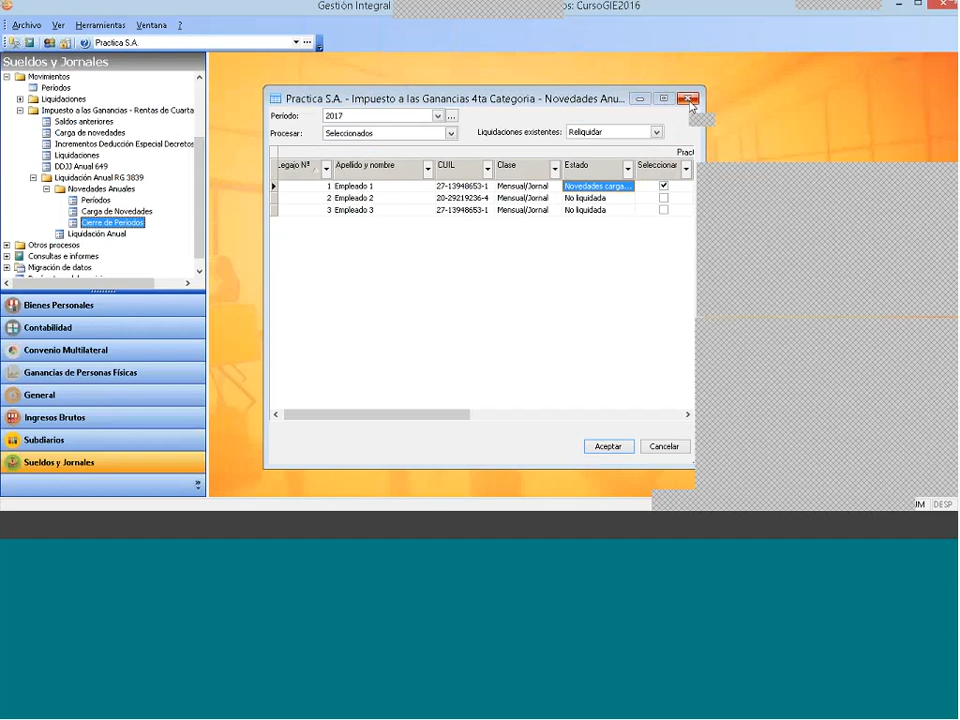 Gestión Integral
os: CursoGIE2016
Archivo Ver Herramientas Ventana ?
Practica S.A.
Sueldos y Jornales
Movimientos
Períodos
Liquidaciones
Impuesto a las Ganancias - Rentas de Cuarta
Saldos anteriores
Carga de novedades
Incrementos Deducción Especial Decretos
Liquidaciones
DDJJ Anual 649
Liquidación Anual RG 3839
Novedades Anuales
Períodos
Carga de Novedades
Cierre de Períodos
Liquidación Anual
Otros procesos
Consultas e informes
Migración de datos
Bienes Personales
Contabilidad
Convenio Multilateral
Ganancias de Personas Físicas
General
Ingresos Brutos
Subdiarios
Sueldos y Jornales
Practica S.A. - Impuesto a las Ganancias 4ta Categoria - Novedades Anu...
Período: 2017 ...
Procesar: Seleccionados Liquidaciones existentes: Reliquidar
Pract
Legajo Nº Apellido y nombre CUIL Clase Estado Seleccionar
1 Empleado 1 27-13948653-1 Mensual/Jornal Novedades carga...
2 Empleado 2 20-29219236-4 Mensual/Jornal No liquidada
3 Empleado 3 27-13948653-1 Mensual/Jornal No liquidada
Aceptar Cancelar
IM DESP